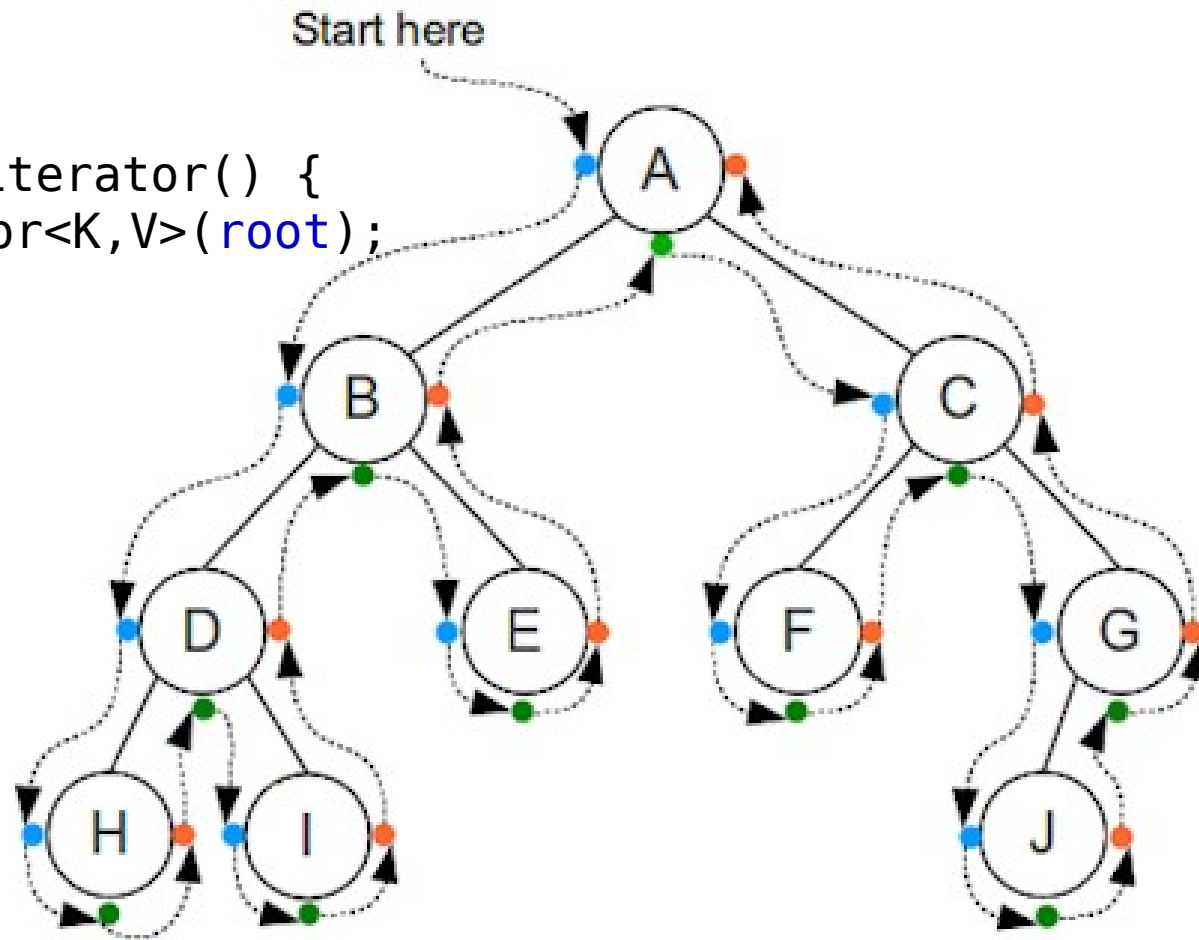 Start here
iterator() {
or<K,V>(root);
A
B
C
D
E
F
G
H
I
J